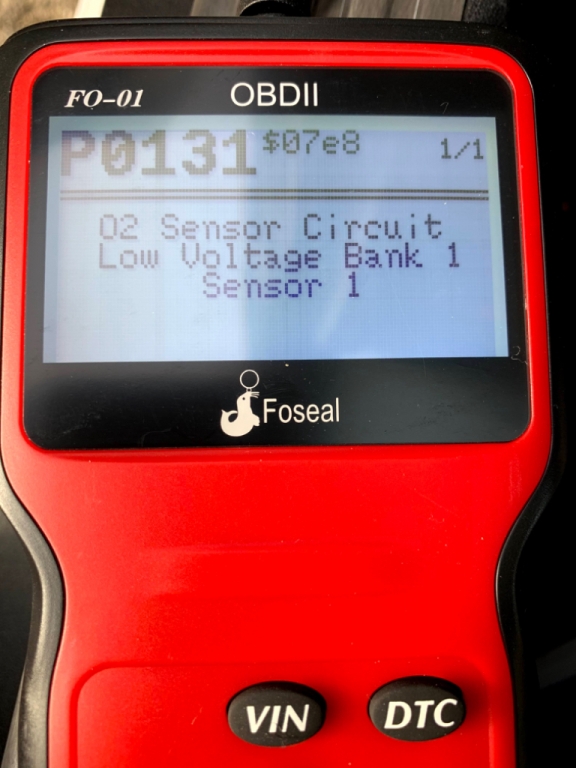 FO-01 OBDII
P0131 $07e8 1/1
O2 Sensor Circuit
Low Voltage Bank 1
Sensor 1
Foseal
VIN DTC